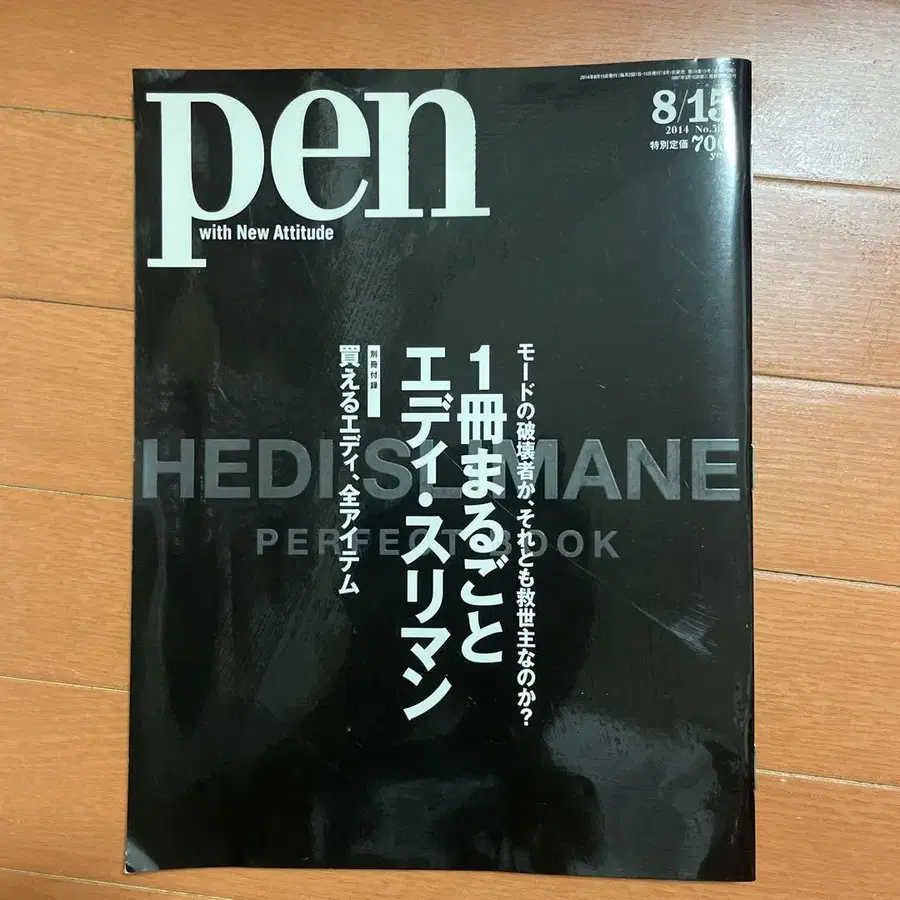 pen
with New Attitude
8/15
2014 No.
特別定価 700
モードの破壊者か、それとも救世主なのか?
1冊まるごと
エディ・スリマン
別冊付録
買えるエディ、全アイテム
HEDI SLIMANE
PERFECT BOOK